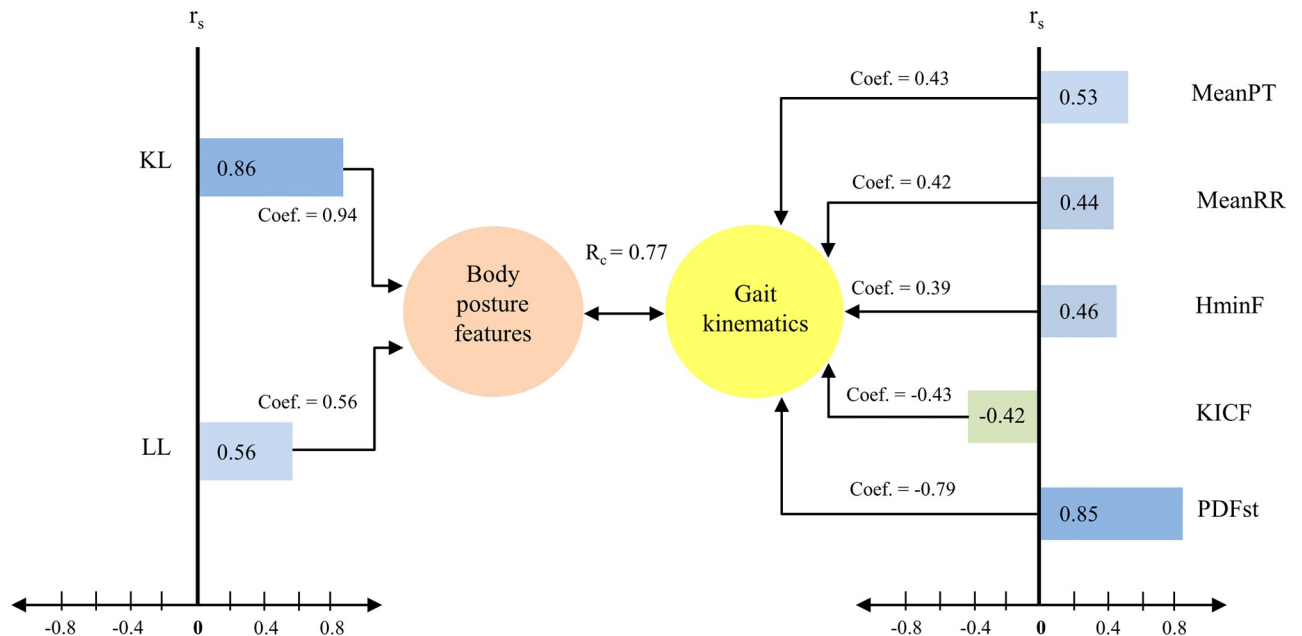 r_s
KL
0.86
Coef. = 0.94
Coef. = 0.56
LL
0.56
-0.8 -0.4 0 0.4 0.8
Body
posture
features
R_c = 0.77
Gait
kinematics
r_s
Coef. = 0.43
0.53
MeanPT
Coef. = 0.42
0.44
MeanRR
Coef. = 0.39
0.46
HminF
Coef. = -0.43
-0.42
KICF
Coef. = -0.79
0.85
PDFst
-0.8 -0.4 0 0.4 0.8